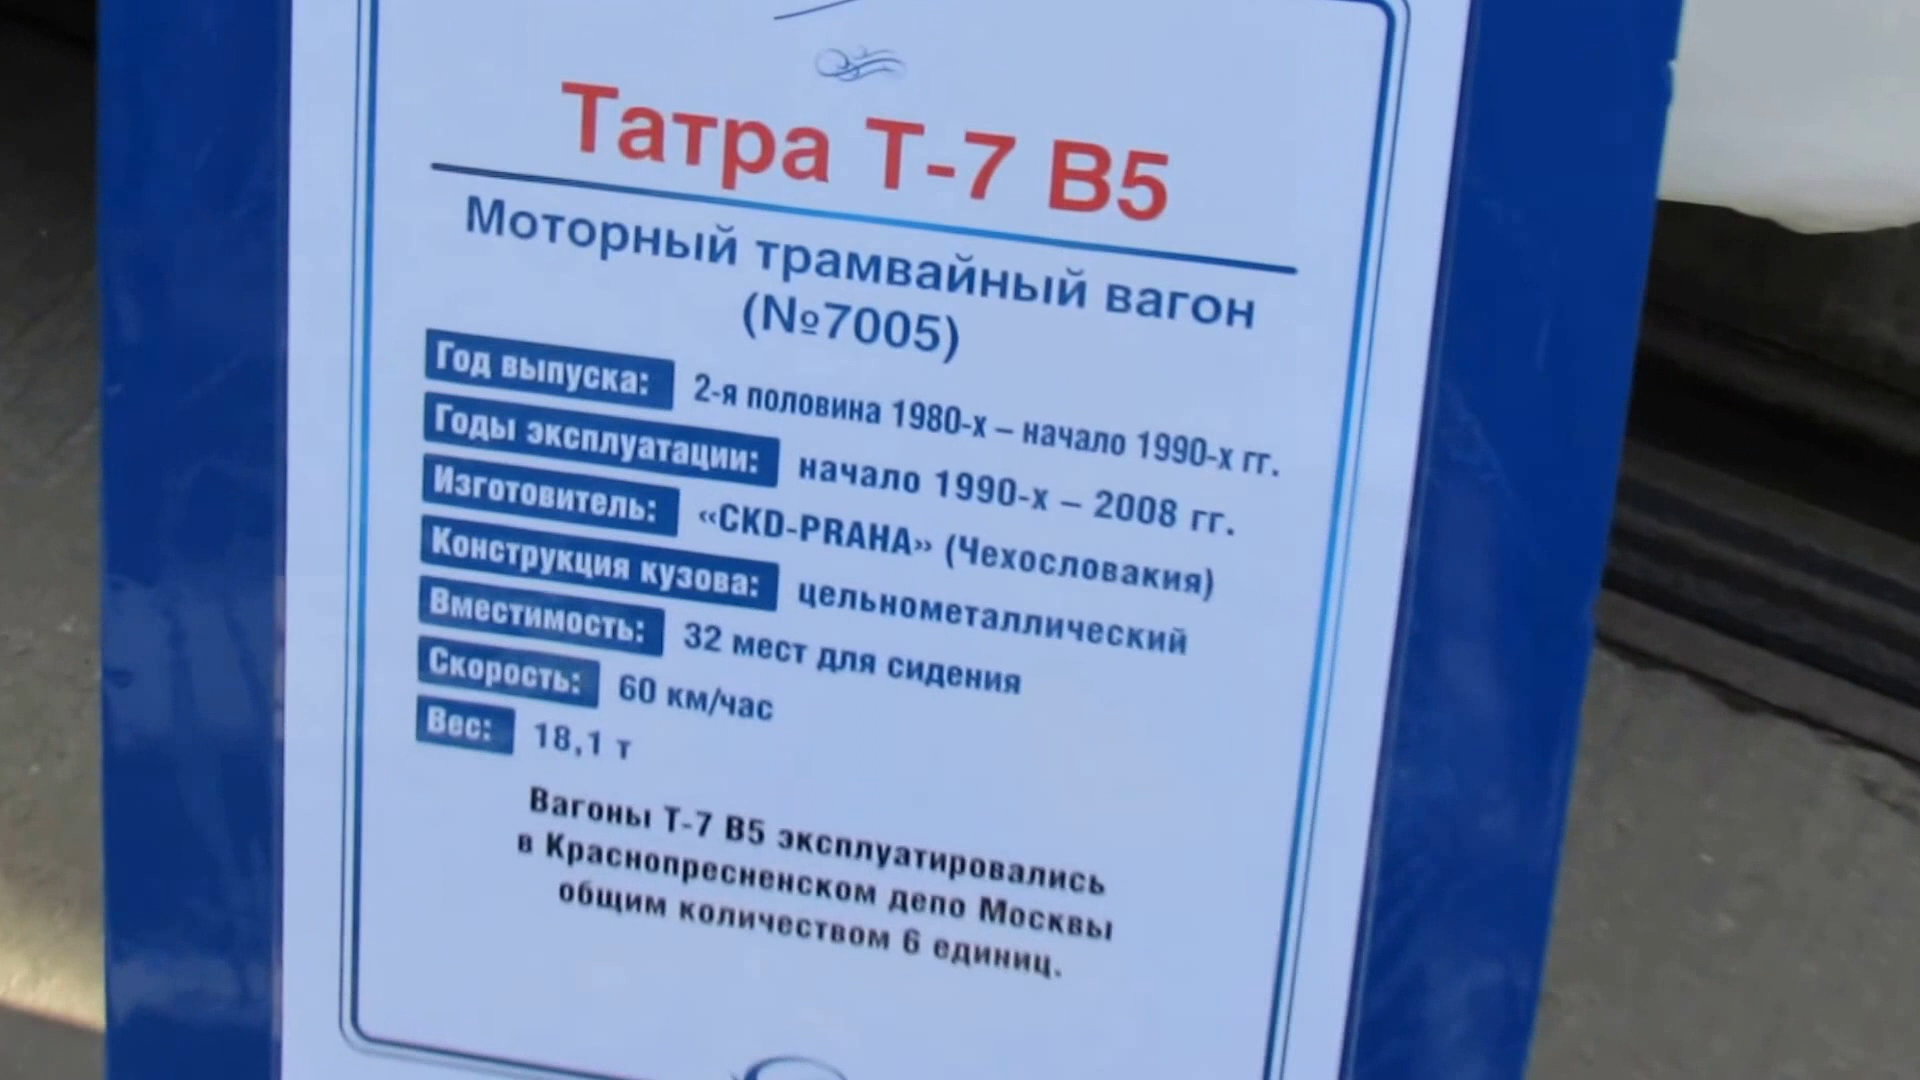 Татра Т-7 В5
Моторный трамвайный вагон
(№7005)
Год выпуска: 2-я половина 1980-х – начало 1990-х гг.
Годы эксплуатации: начало 1990-х – 2008 гг.
Изготовитель: «CKD-PRAHA» (Чехословакия)
Конструкция кузова: цельнометаллический
Вместимость: 32 мест для сидения
Скорость: 60 км/час
Вес: 18,1 т
Вагоны Т-7 В5 эксплуатировались
в Краснопресненском депо Москвы
общим количеством 6 единиц.